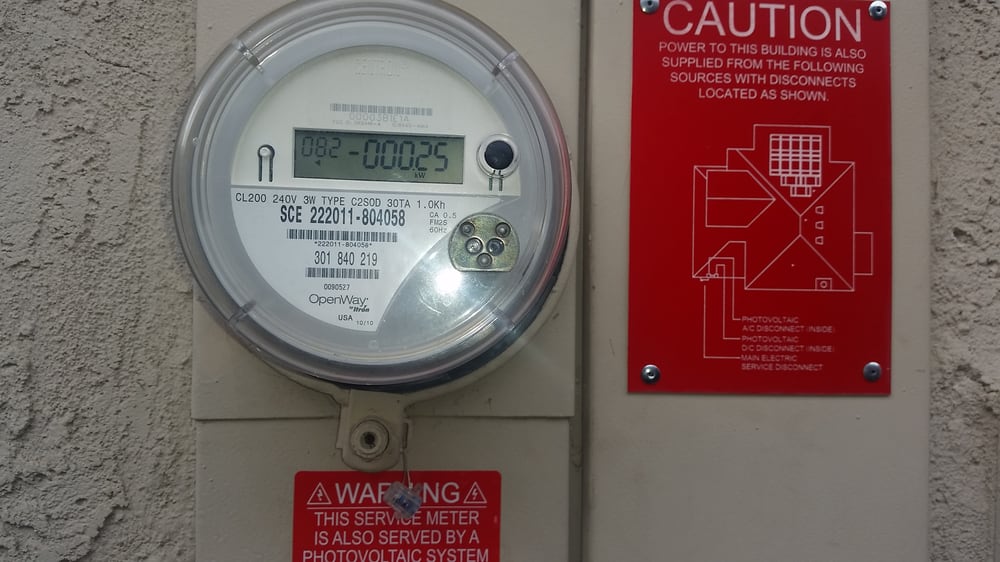 082 -00025
kW
CL200 240V 3W TYPE C2SOD 30TA 1.0Kh
SCE 222011-804058
CA 0.5
FM2S
60Hz
*222011-804058*
301 840 219
0090527
OpenWay
by Itron
USA 10/10
WARNING
THIS SERVICE METER
IS ALSO SERVED BY A
PHOTOVOLTAIC SYSTEM
CAUTION
POWER TO THIS BUILDING IS ALSO
SUPPLIED FROM THE FOLLOWING
SOURCES WITH DISCONNECTS
LOCATED AS SHOWN.
PHOTOVOLTAIC
A/C DISCONNECT (INSIDE)
PHOTOVOLTAIC
D/C DISCONNECT (INSIDE)
MAIN ELECTRIC
SERVICE DISCONNECT